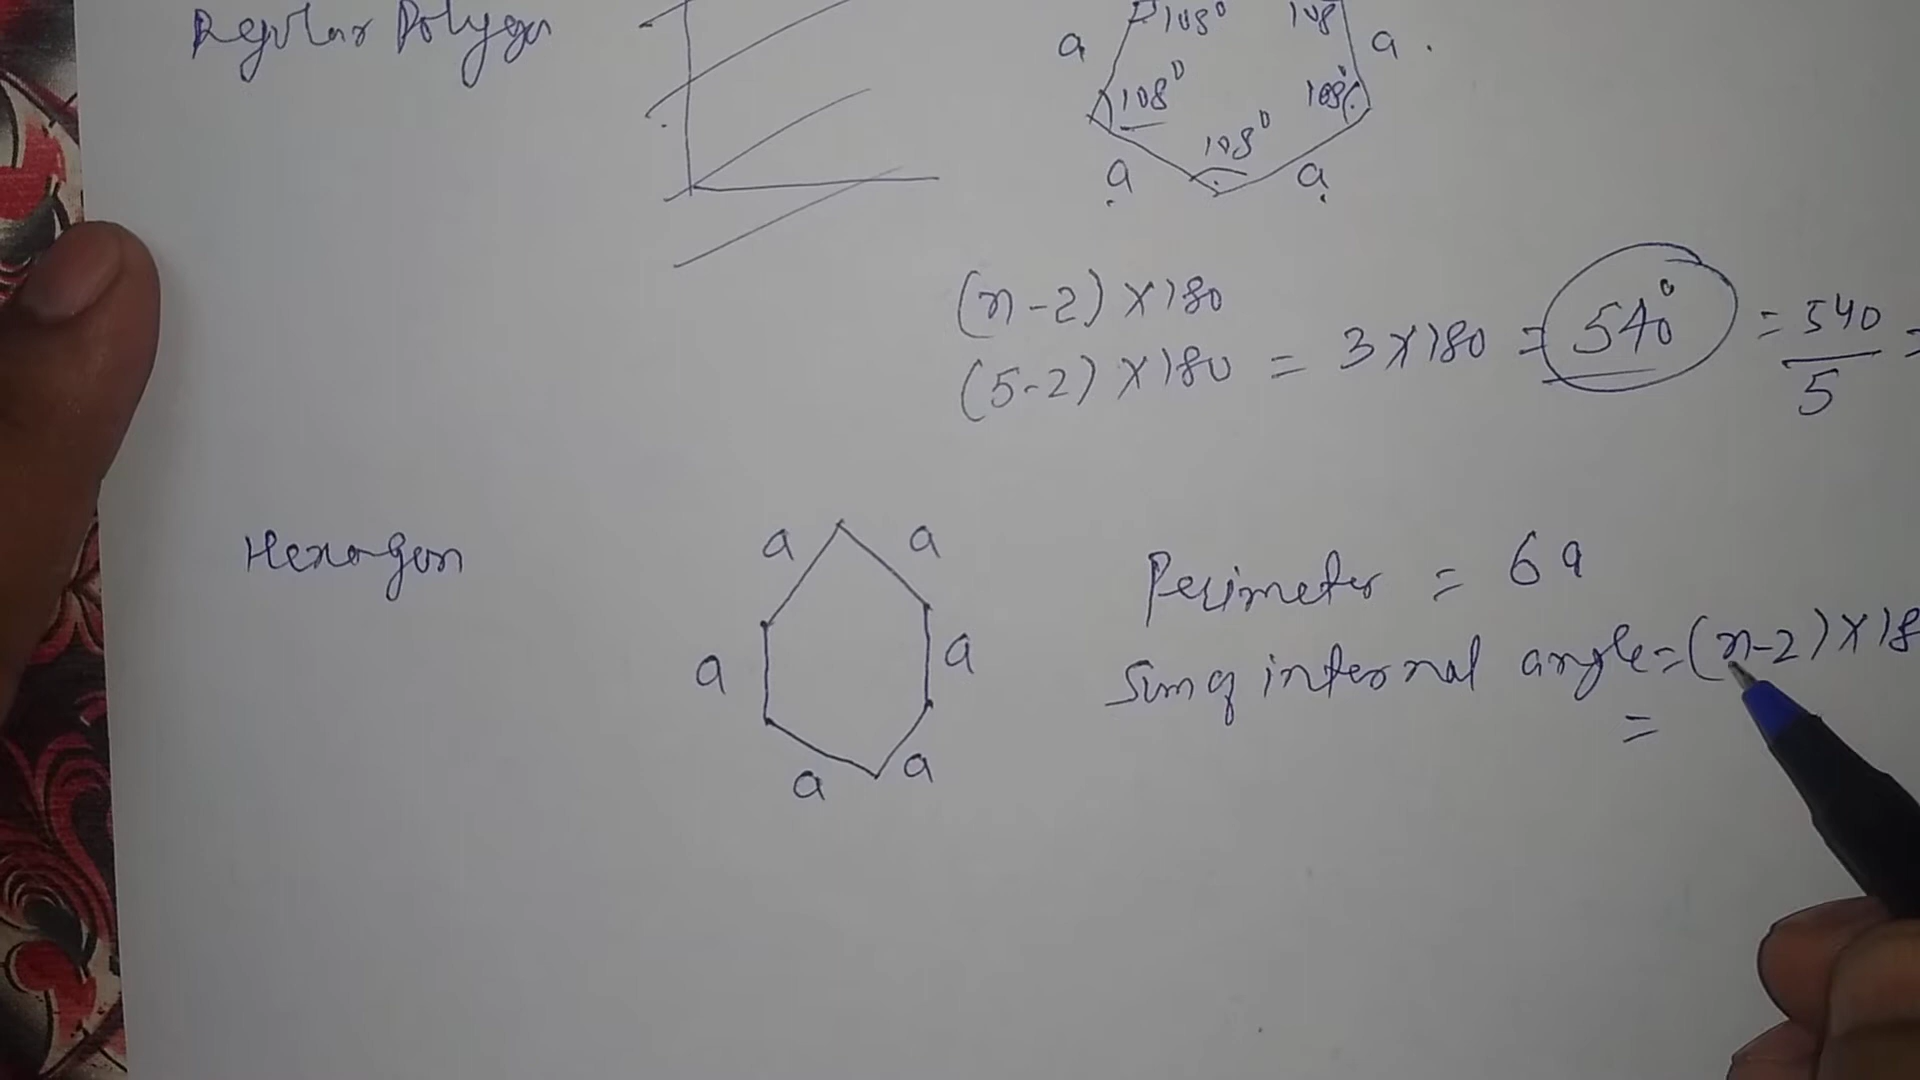 Regular Polygon
108° 108
a a .
108° 108°
108°
a a
(n-2) X 180
(5-2) X 180 = 3 X 180 = 540° = 540/5 =
Hexagon
a a
a a
a a
Perimeter = 6a
Sum of internal angle = (n-2) X 18
=